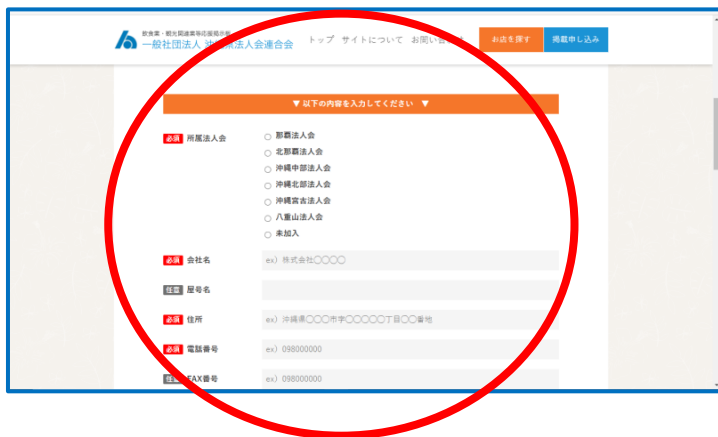 飲食業・観光関連業等応援掲示板
一般社団法人 沖縄県法人会連合会
トップ サイトについて お問い合わせ
お店を探す
掲載申し込み
▼ 以下の内容を入力してください ▼
必須 所属法人会
那覇法人会
北那覇法人会
沖縄中部法人会
沖縄北部法人会
沖縄宮古法人会
八重山法人会
未加入
必須 会社名 ex) 株式会社〇〇〇〇
任意 屋号名
必須 住所 ex) 沖縄県〇〇〇市字〇〇〇〇〇丁目〇〇番地
必須 電話番号 ex) 098000000
任意 FAX番号 ex) 098000000